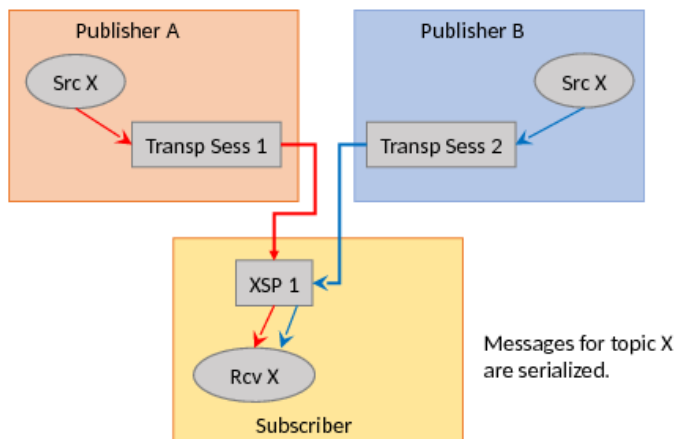 Publisher A
Publisher B
Src X
Src X
Transp Sess 1
Transp Sess 2
XSP 1
Messages for topic X
are serialized.
Rcv X
Subscriber